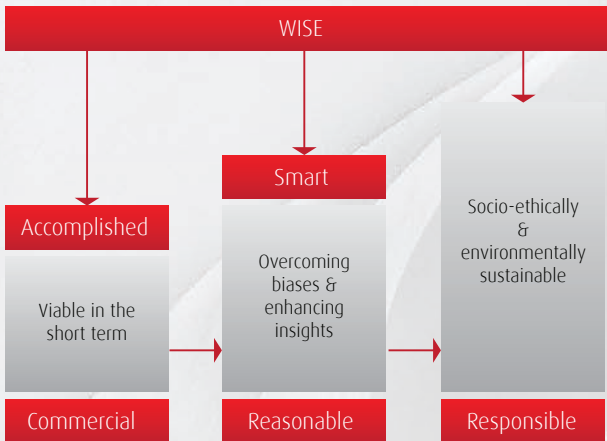 WISE
Accomplished
Viable in the
short term
Commercial
Smart
Overcoming
biases &
enhancing
insights
Reasonable
Socio-ethically
&
environmentally
sustainable
Responsible